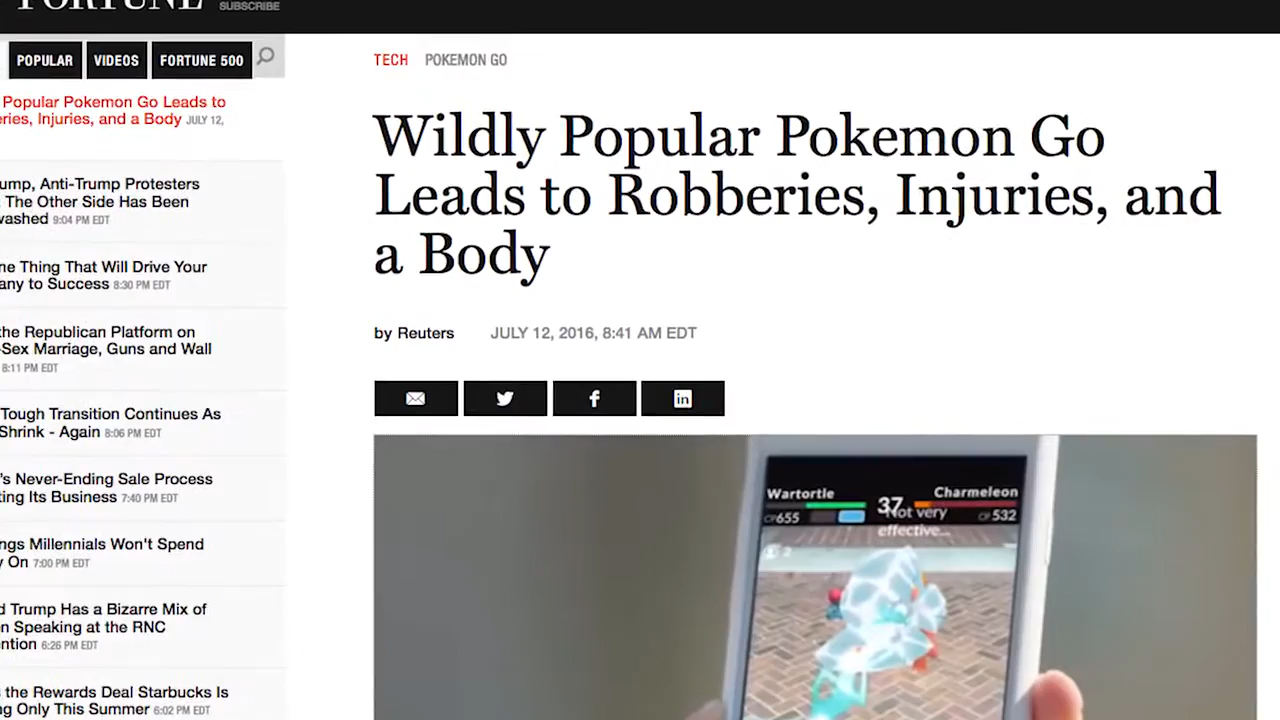 FORTUNE SUBSCRIBE
POPULAR VIDEOS FORTUNE 500
Popular Pokemon Go Leads to
eries, Injuries, and a Body JULY 12,
ump, Anti-Trump Protesters
The Other Side Has Been
washed 9:04 PM EDT
ne Thing That Will Drive Your
any to Success 8:30 PM EDT
the Republican Platform on
-Sex Marriage, Guns and Wall
8:11 PM EDT
Tough Transition Continues As
Shrink - Again 8:06 PM EDT
's Never-Ending Sale Process
ting Its Business 7:40 PM EDT
ngs Millennials Won't Spend
y On 7:00 PM EDT
d Trump Has a Bizarre Mix of
n Speaking at the RNC
ention 6:26 PM EDT
s the Rewards Deal Starbucks Is
ng Only This Summer 6:02 PM EDT
TECH POKEMON GO
Wildly Popular Pokemon Go
Leads to Robberies, Injuries, and
a Body
by Reuters JULY 12, 2016, 8:41 AM EDT
f in
Wartortle 37 Charmeleon
CP655 Not very CP532
effective...
2